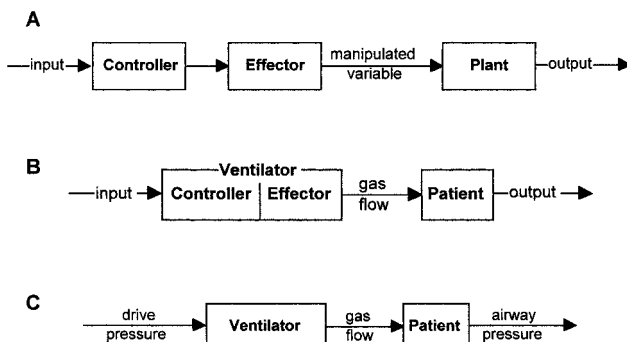 A
input Controller Effector manipulated variable Plant output
B
Ventilator
input Controller Effector gas flow Patient output
C
drive pressure Ventilator gas flow Patient airway pressure